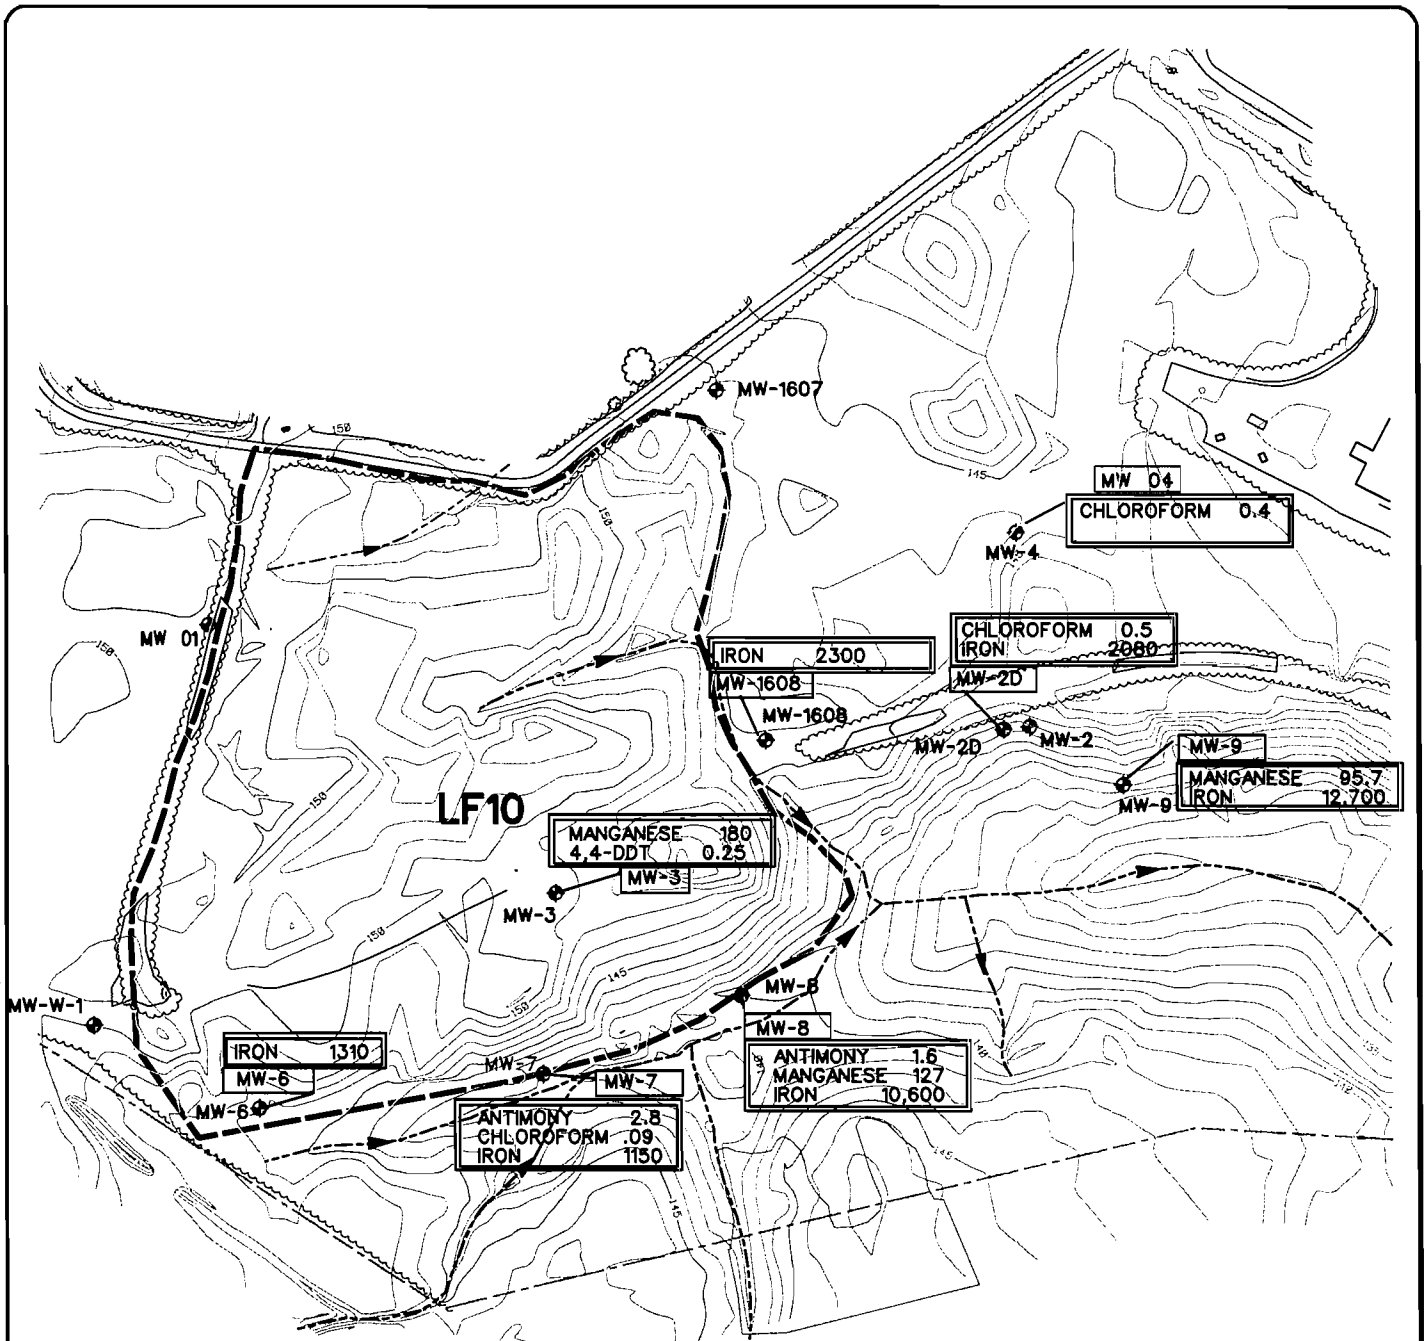 MW-1607
150
145
MW 04
CHLOROFORM 0.4
MW-4
150
MW 01
150
CHLOROFORM 0.5
IRON 2080
MW-2D
IRON 2300
MW-1608
MW-1608
MW-2D
MW-2
MW-9
MANGANESE 95.7
IRON 12,700
MW-9
150
LF10
MANGANESE 180
4,4-DDT 0.25
MW-3
MW-3
150
145
150
MW-8
MW-W-1
MW-8
ANTIMONY 1.6
MANGANESE 127
IRON 10,600
140
140
IRON 1310
MW-6
MW-6
MW-7
MW-7
ANTIMONY 2.8
CHLOROFORM .09
IRON 1150
145
145